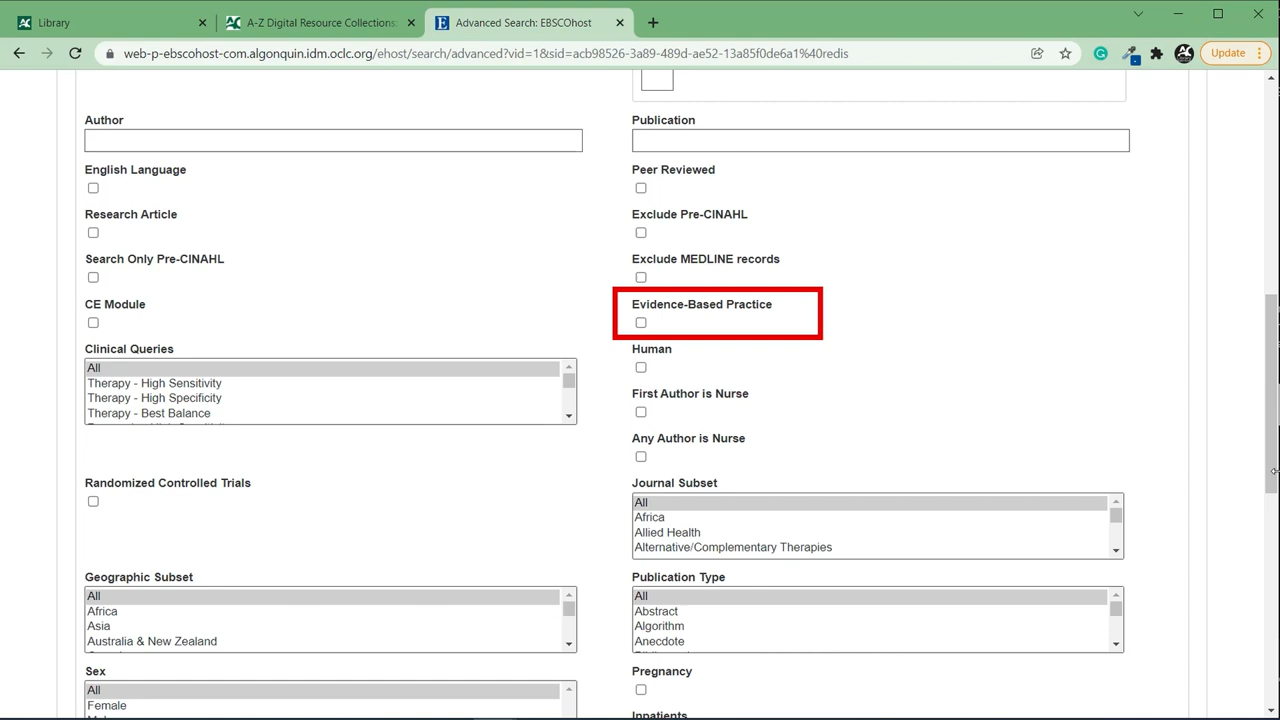 Library
A-Z Digital Resource Collections:
Advanced Search: EBSCOhost
web-p-ebscohost-com.algonquin.idm.oclc.org/ehost/search/advanced?vid=1&sid=acb98526-3a89-489d-ae52-13a85f0de6a1%40redis
Update
Author
Publication
English Language
Peer Reviewed
Research Article
Exclude Pre-CINAHL
Search Only Pre-CINAHL
Exclude MEDLINE records
CE Module
Evidence-Based Practice
Clinical Queries
All
Therapy - High Sensitivity
Therapy - High Specificity
Therapy - Best Balance
Human
First Author is Nurse
Any Author is Nurse
Randomized Controlled Trials
Journal Subset
All
Africa
Allied Health
Alternative/Complementary Therapies
Geographic Subset
All
Africa
Asia
Australia & New Zealand
Publication Type
All
Abstract
Algorithm
Anecdote
Sex
All
Female
Pregnancy
Inpatients